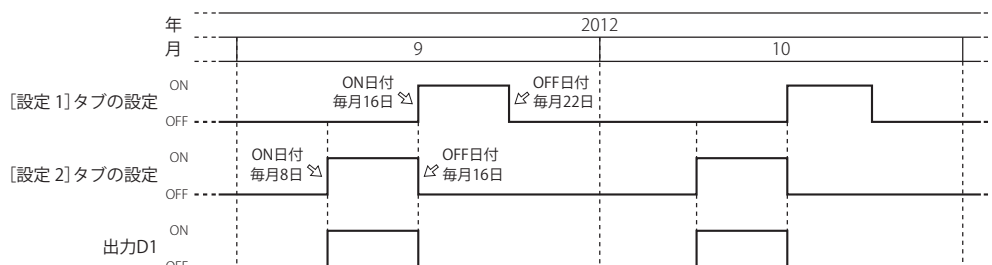 年
2012
月
9
10
[設定 1]タブの設定
ON
OFF
ON日付
毎月16日
OFF日付
毎月22日
[設定 2]タブの設定
ON
OFF
ON日付
毎月8日
OFF日付
毎月16日
出力D1
ON
OFF